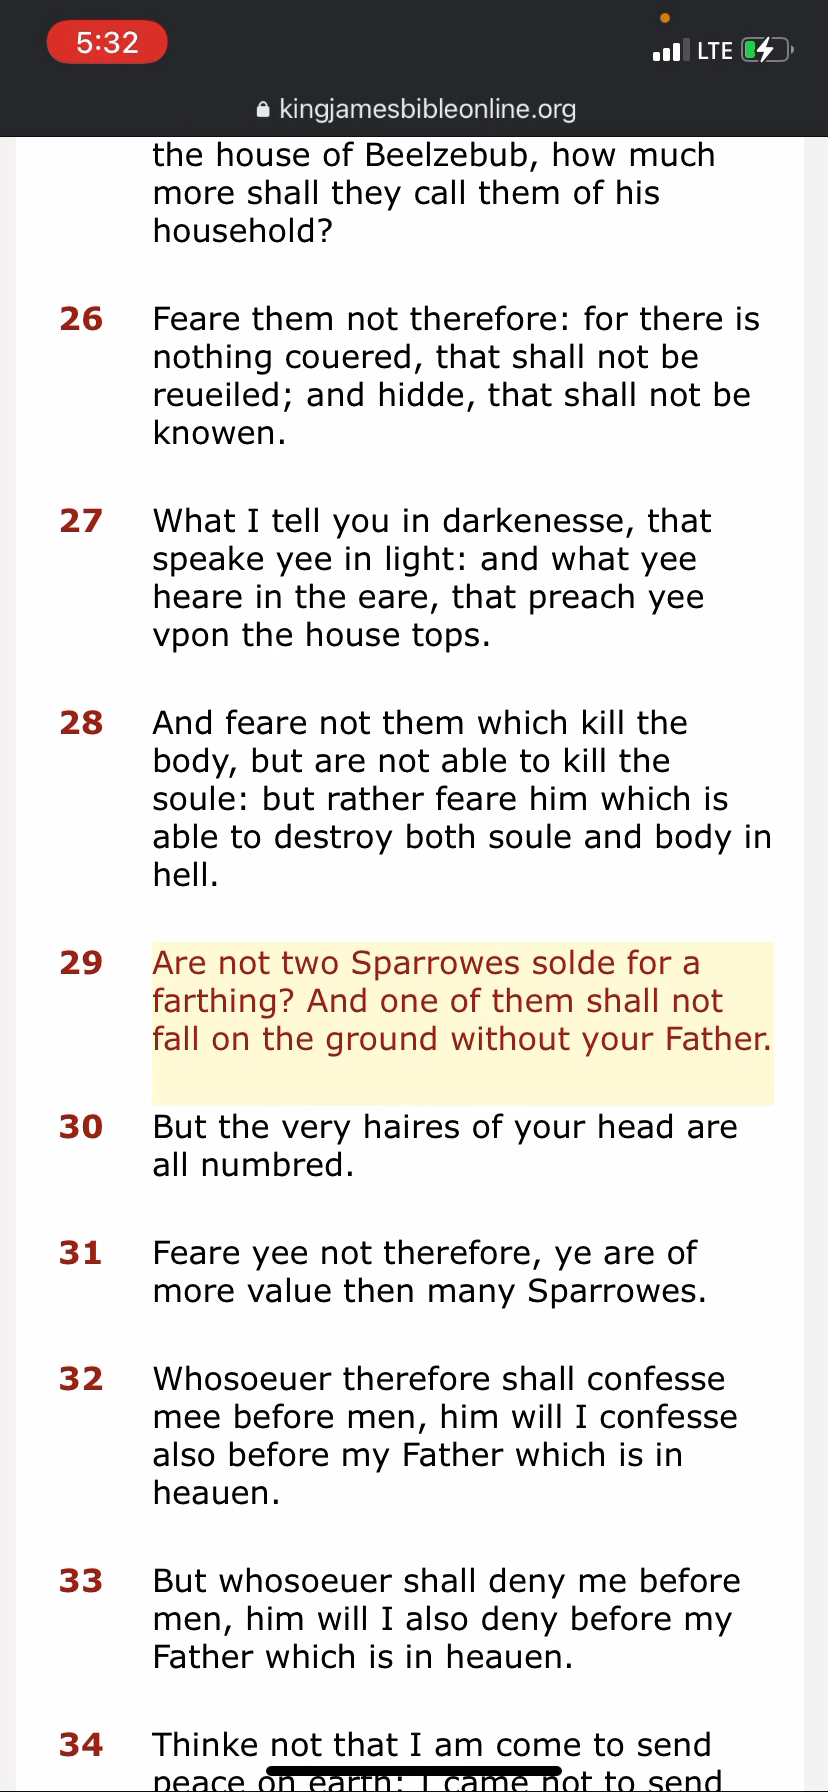 5:32
LTE
kingjamesbibleonline.org
the house of Beelzebub, how much
more shall they call them of his
household?
26 Feare them not therefore: for there is
nothing couered, that shall not be
reueiled; and hidde, that shall not be
knowen.
27 What I tell you in darkenesse, that
speake yee in light: and what yee
heare in the eare, that preach yee
vpon the house tops.
28 And feare not them which kill the
body, but are not able to kill the
soule: but rather feare him which is
able to destroy both soule and body in
hell.
29 Are not two Sparrowes solde for a
farthing? And one of them shall not
fall on the ground without your Father.
30 But the very haires of your head are
all numbred.
31 Feare yee not therefore, ye are of
more value then many Sparrowes.
32 Whosoeuer therefore shall confesse
mee before men, him will I confesse
also before my Father which is in
heauen.
33 But whosoeuer shall deny me before
men, him will I also deny before my
Father which is in heauen.
34 Thinke not that I am come to send
peace on earth: I came not to send